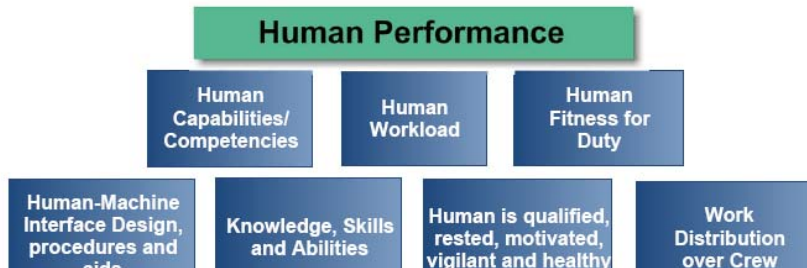 Human Performance
Human
Capabilities/
Competencies
Human
Workload
Human
Fitness for
Duty
Human-Machine
Interface Design,
procedures and
aids
Knowledge, Skills
and Abilities
Human is qualified,
rested, motivated,
vigilant and healthy
Work
Distribution
over Crew